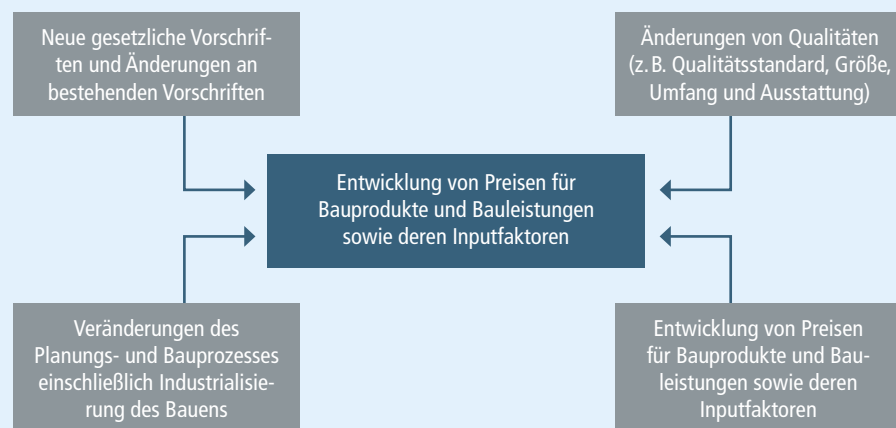 Neue gesetzliche Vorschrif-
ten und Änderungen an
bestehenden Vorschriften
Änderungen von Qualitäten
(z. B. Qualitätsstandard, Größe,
Umfang und Ausstattung)
Entwicklung von Preisen für
Bauprodukte und Bauleistungen
sowie deren Inputfaktoren
Veränderungen des
Planungs- und Bauprozesses
einschließlich Industrialisie-
rung des Bauens
Entwicklung von Preisen
für Bauprodukte und Bau-
leistungen sowie deren
Inputfaktoren